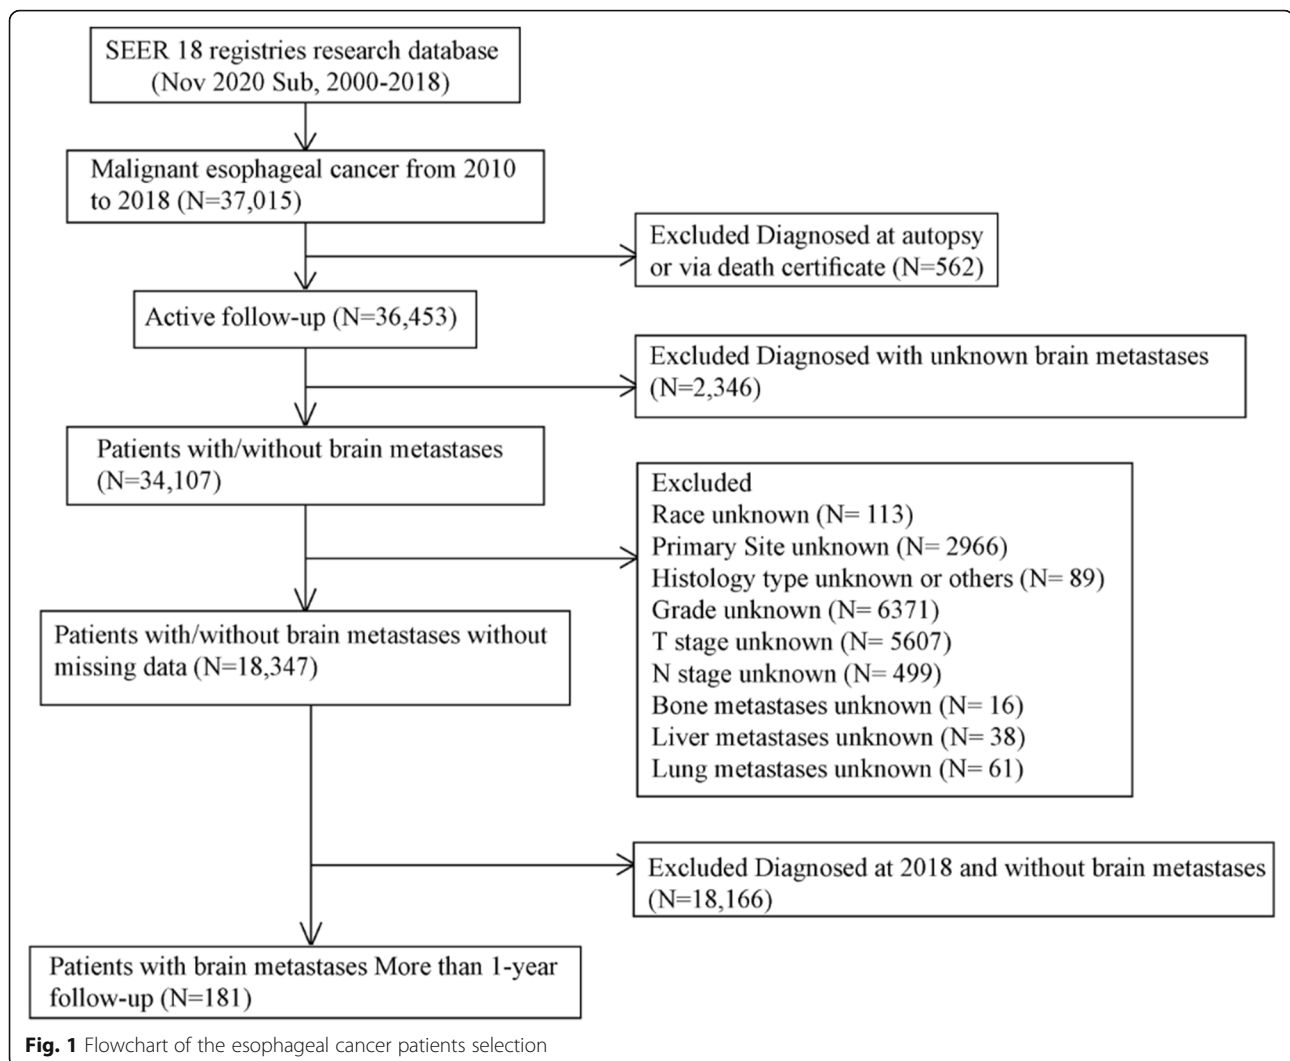 SEER 18 registries research database
(Nov 2020 Sub, 2000-2018)
Malignant esophageal cancer from 2010
to 2018 (N=37,015)
Excluded Diagnosed at autopsy
or via death certificate (N=562)
Active follow-up (N=36,453)
Excluded Diagnosed with unknown brain metastases
(N=2,346)
Patients with/without brain metastases
(N=34,107)
Excluded
Race unknown (N= 113)
Primary Site unknown (N= 2966)
Histology type unknown or others (N= 89)
Grade unknown (N= 6371)
T stage unknown (N= 5607)
N stage unknown (N= 499)
Bone metastases unknown (N= 16)
Liver metastases unknown (N= 38)
Lung metastases unknown (N= 61)
Patients with/without brain metastases without
missing data (N=18,347)
Excluded Diagnosed at 2018 and without brain metastases
(N=18,166)
Patients with brain metastases More than 1-year
follow-up (N=181)
Fig. 1 Flowchart of the esophageal cancer patients selection